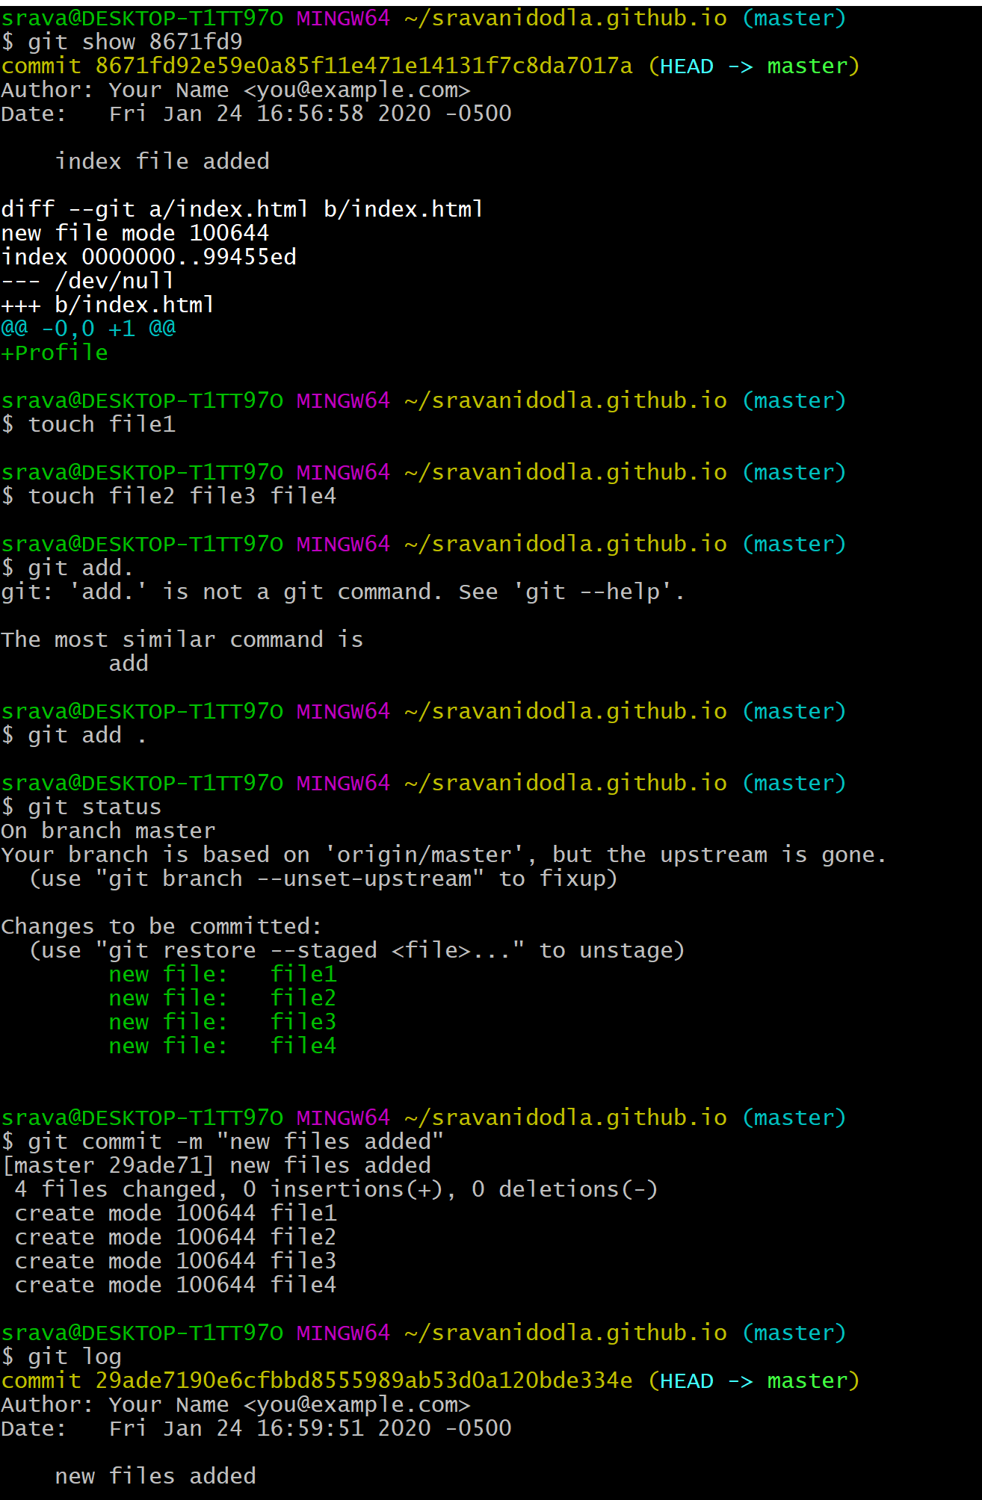 srava@DESKTOP-T1TT97O MINGW64 ~/sravanidodla.github.io (master)
$ git show 8671fd9
commit 8671fd92e59e0a85f11e471e14131f7c8da7017a (HEAD -> master)
Author: Your Name <you@example.com>
Date:   Fri Jan 24 16:56:58 2020 -0500

    index file added

diff --git a/index.html b/index.html
new file mode 100644
index 0000000..99455ed
--- /dev/null
+++ b/index.html
@@ -0,0 +1 @@
+Profile

srava@DESKTOP-T1TT97O MINGW64 ~/sravanidodla.github.io (master)
$ touch file1

srava@DESKTOP-T1TT97O MINGW64 ~/sravanidodla.github.io (master)
$ touch file2 file3 file4

srava@DESKTOP-T1TT97O MINGW64 ~/sravanidodla.github.io (master)
$ git add.
git: 'add.' is not a git command. See 'git --help'.

The most similar command is
        add

srava@DESKTOP-T1TT97O MINGW64 ~/sravanidodla.github.io (master)
$ git add .

srava@DESKTOP-T1TT97O MINGW64 ~/sravanidodla.github.io (master)
$ git status
On branch master
Your branch is based on 'origin/master', but the upstream is gone.
  (use "git branch --unset-upstream" to fixup)

Changes to be committed:
  (use "git restore --staged <file>..." to unstage)
        new file:   file1
        new file:   file2
        new file:   file3
        new file:   file4

srava@DESKTOP-T1TT97O MINGW64 ~/sravanidodla.github.io (master)
$ git commit -m "new files added"
[master 29ade71] new files added
 4 files changed, 0 insertions(+), 0 deletions(-)
 create mode 100644 file1
 create mode 100644 file2
 create mode 100644 file3
 create mode 100644 file4

srava@DESKTOP-T1TT97O MINGW64 ~/sravanidodla.github.io (master)
$ git log
commit 29ade7190e6cfbbd8555989ab53d0a120bde334e (HEAD -> master)
Author: Your Name <you@example.com>
Date:   Fri Jan 24 16:59:51 2020 -0500

    new files added